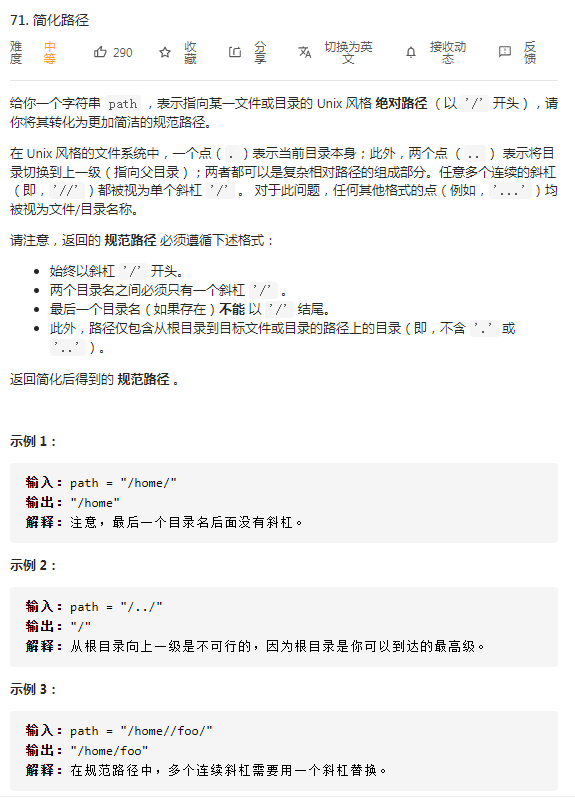 71. 简化路径
难度 中等 290 收藏 分享 切换为英文 接收动态 反馈
给你一个字符串 path ，表示指向某一文件或目录的 Unix 风格 绝对路径 （以 '/' 开头），请
你将其转化为更加简洁的规范路径。
在 Unix 风格的文件系统中，一个点（.）表示当前目录本身；此外，两个点 （..） 表示将目
录切换到上一级（指向父目录）；两者都可以是复杂相对路径的组成部分。任意多个连续的斜杠
（即，'//'）都被视为单个斜杠 '/' 。 对于此问题，任何其他格式的点（例如，'...'）均
被视为文件/目录名称。
请注意，返回的 规范路径 必须遵循下述格式：
• 始终以斜杠 '/' 开头。
• 两个目录名之间必须只有一个斜杠 '/' 。
• 最后一个目录名（如果存在）不能 以 '/' 结尾。
• 此外，路径仅包含从根目录到目标文件或目录的路径上的目录（即，不含 '.' 或
'..'）。
返回简化后得到的 规范路径 。
示例 1：
输入：path = "/home/"
输出："/home"
解释：注意，最后一个目录名后面没有斜杠。
示例 2：
输入：path = "/../"
输出："/"
解释：从根目录向上一级是不可行的，因为根目录是你可以到达的最高级。
示例 3：
输入：path = "/home//foo/"
输出："/home/foo"
解释：在规范路径中，多个连续斜杠需要用一个斜杠替换。